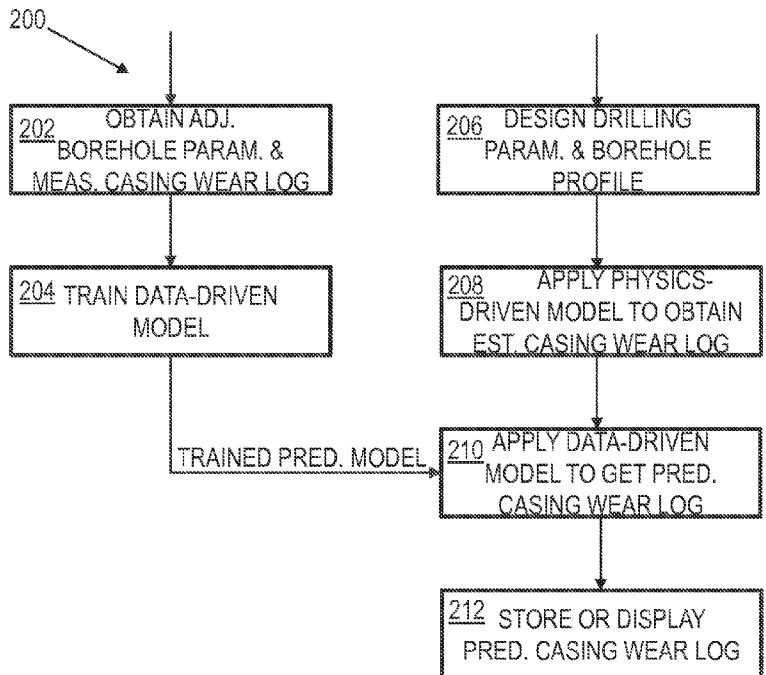 200
202 OBTAIN ADJ.
BOREHOLE PARAM. &
MEAS. CASING WEAR LOG
204 TRAIN DATA-DRIVEN
MODEL
206 DESIGN DRILLING
PARAM. & BOREHOLE
PROFILE
208 APPLY PHYSICS-
DRIVEN MODEL TO OBTAIN
EST. CASING WEAR LOG
TRAINED PRED. MODEL
210 APPLY DATA-DRIVEN
MODEL TO GET PRED.
CASING WEAR LOG
212 STORE OR DISPLAY
PRED. CASING WEAR LOG